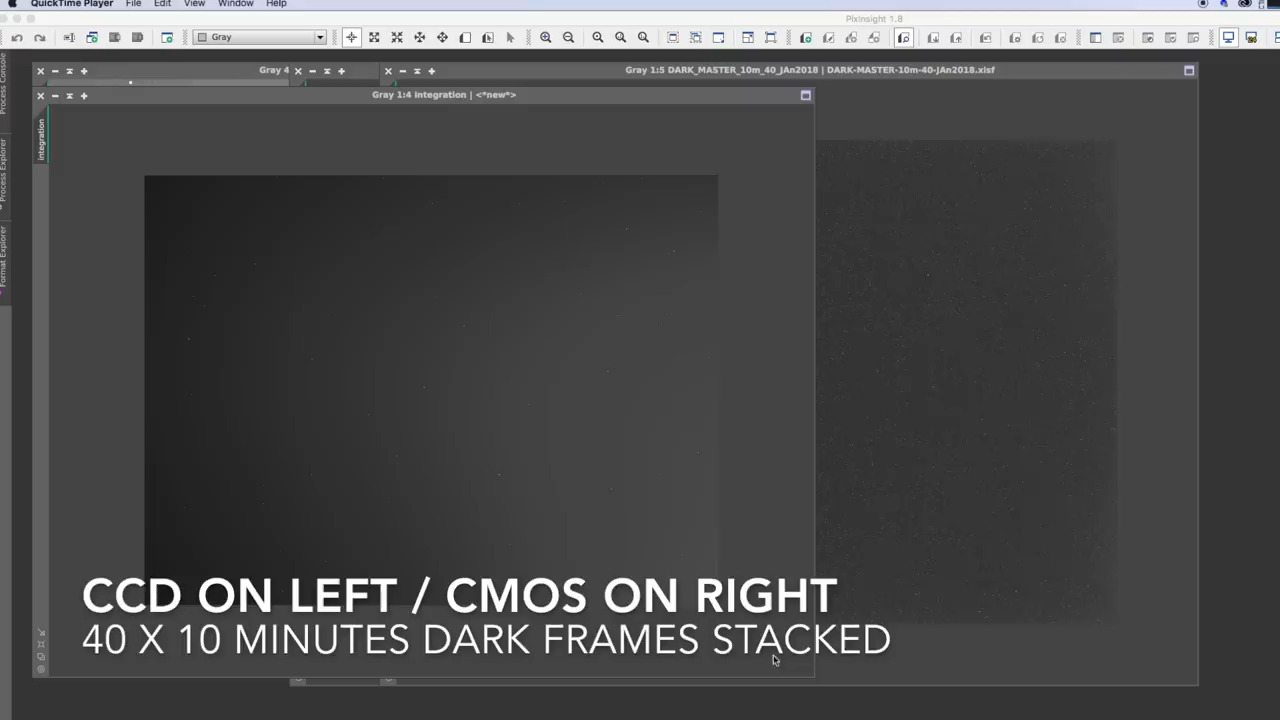 QuickTime Player File Edit View Window Help
PixInsight 1.8
Gray
Gray 4
Gray 1:5 DARK_MASTER_10m_40_JAn2018 | DARK-MASTER-10m-40-JAn2018.xisf
Gray 1:4 integration | <*new*>
Process Console
integration
Process Explorer
Format Explorer
CCD ON LEFT / CMOS ON RIGHT
40 X 10 MINUTES DARK FRAMES STACKED